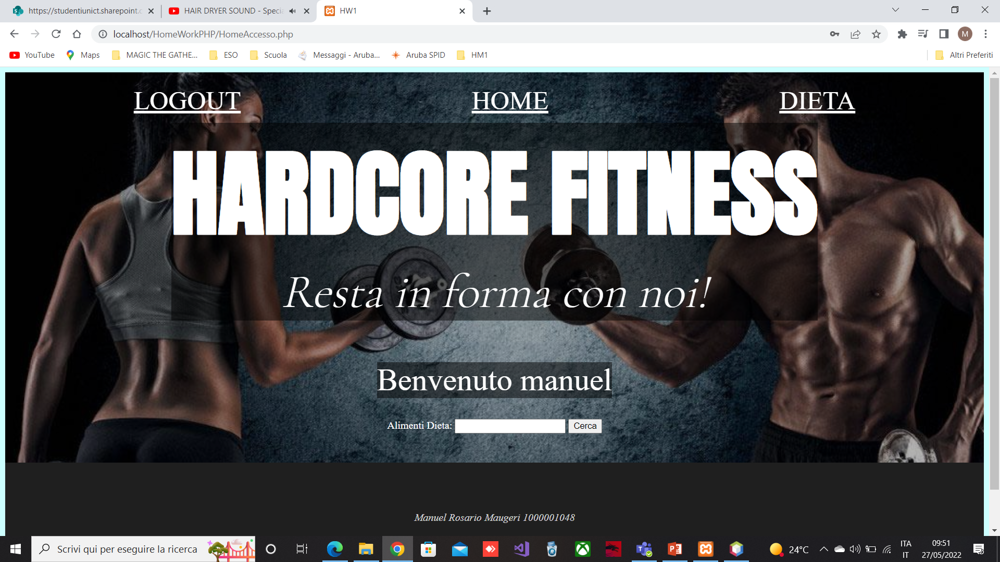 https://studentiunict.sharepoint.c
HAIR DRYER SOUND - Specia
HW1
localhost/HomeWorkPHP/HomeAccesso.php
M
YouTube
Maps
MAGIC THE GATHE...
ESO
Scuola
Messaggi - Aruba...
Aruba SPID
HM1
Altri Preferiti
LOGOUT
HOME
DIETA
HARDCORE FITNESS
Resta in forma con noi!
Benvenuto manuel
Alimenti Dieta:
Cerca
Manuel Rosario Maugeri 1000001048
Scrivi qui per eseguire la ricerca
24°C
ITA
IT
09:51
27/05/2022